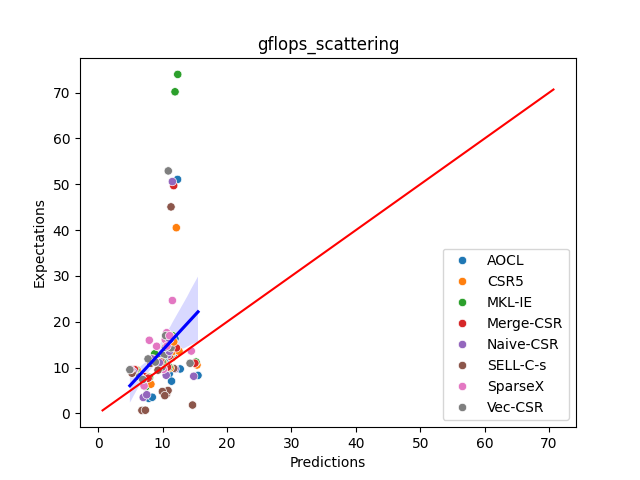 gflops_scattering
70
60
50
40
30
20
10
0
Expectations
0 10 20 30 40 50 60 70
Predictions
AOCL
CSR5
MKL-IE
Merge-CSR
Naive-CSR
SELL-C-s
SparseX
Vec-CSR